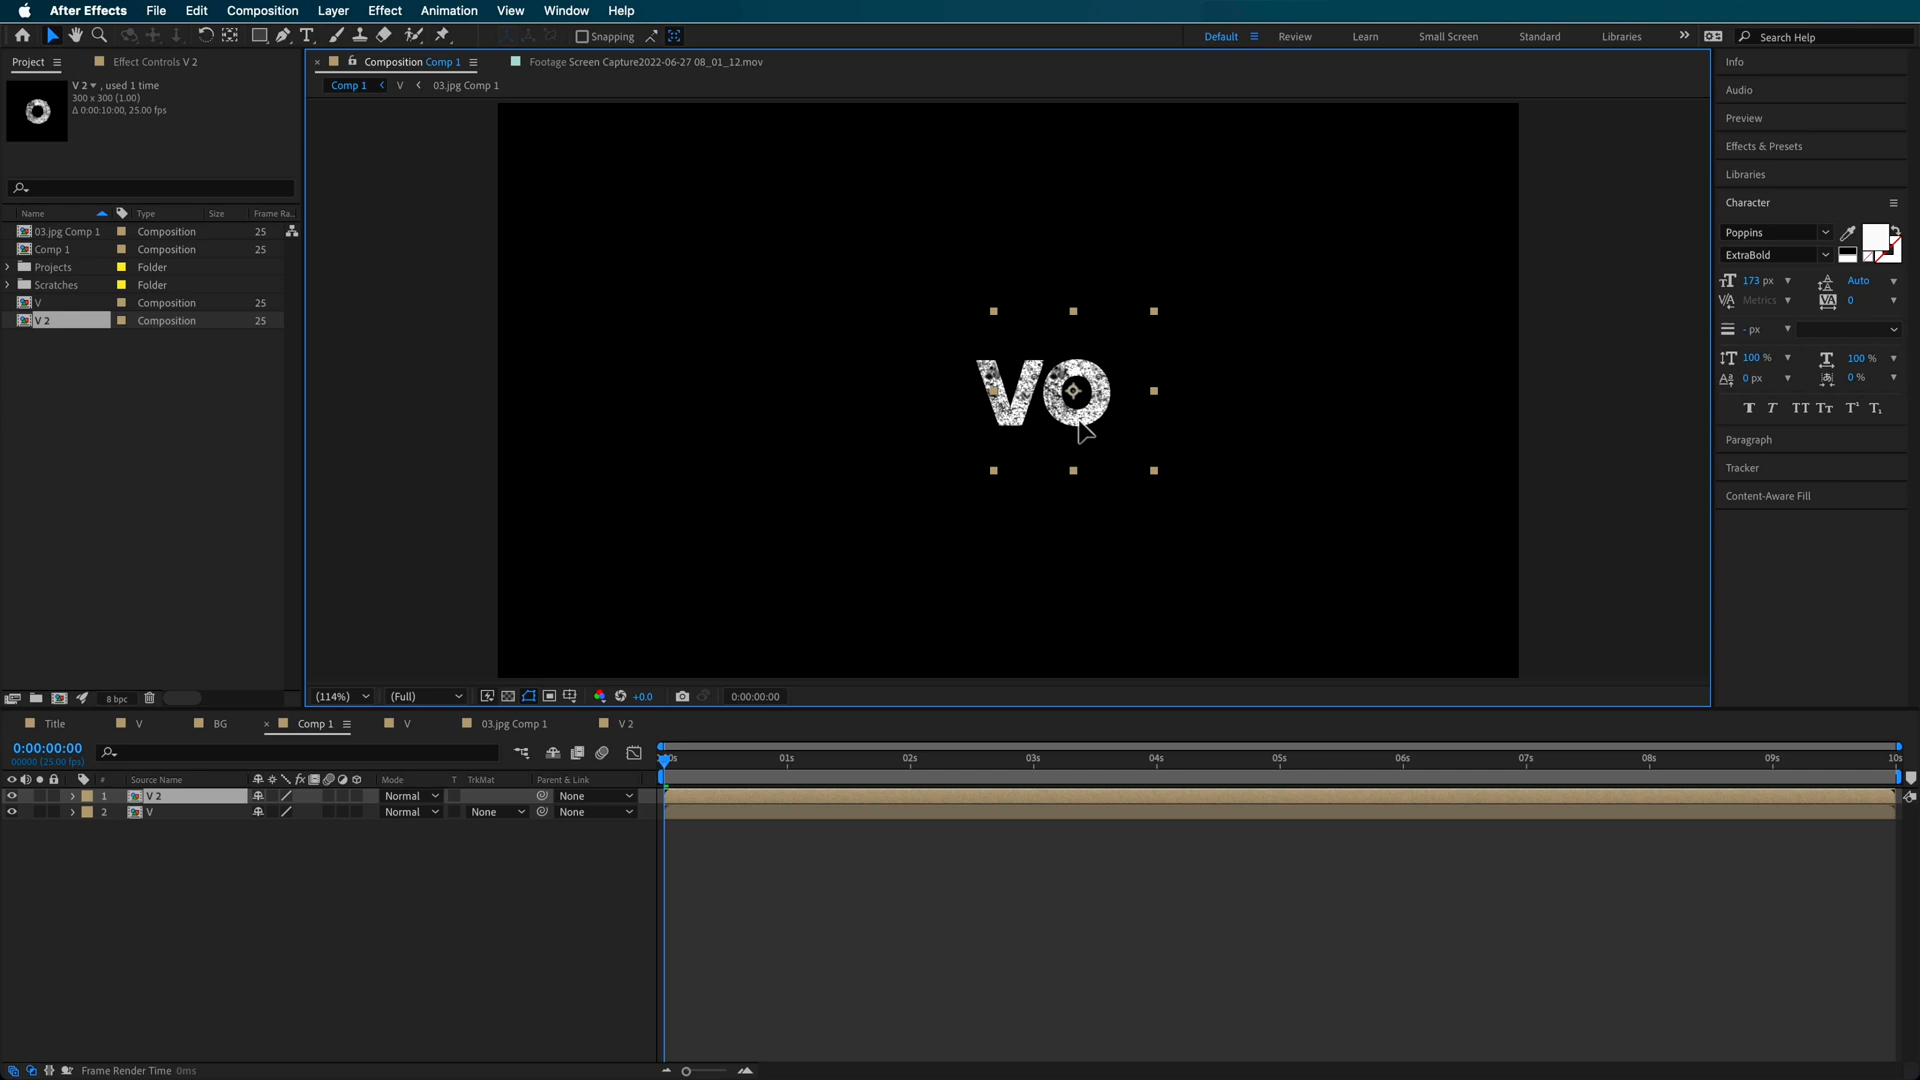 After Effects File Edit Composition Layer Effect Animation View Window Help
Snapping Default Review Learn Small Screen Standard Libraries Search Help
Project Effect Controls V 2
Composition Comp 1 Footage Screen Capture2022-06-27 08_01_12.mov
Info
V 2 , used 1 time
300 x 300 (1.00)
Δ 0:00:10:00, 25.00 fps
Comp 1 V 03.jpg Comp 1
Audio
Preview
Effects & Presets
Libraries
Character
Name Type Size Frame Ra...
03.jpg Comp 1 Composition 25
Comp 1 Composition 25
Projects Folder
Scratches Folder
V Composition 25
V 2 Composition 25
Poppins
ExtraBold
173 px Auto
Metrics 0
- px
100 % 100 %
0 px 0 %
T T TT Tт T¹ T₁
Paragraph
Tracker
Content-Aware Fill
VO
8 bpc
(114%) (Full) +0.0 0:00:00:00
Title V BG Comp 1 V 03.jpg Comp 1 V 2
0:00:00:00
00000 (25.00 fps)
00s 01s 02s 03s 04s 05s 06s 07s 08s 09s 10s
# Source Name Mode T TrkMat Parent & Link
1 V 2 Normal None
2 V Normal None None
Frame Render Time 0ms